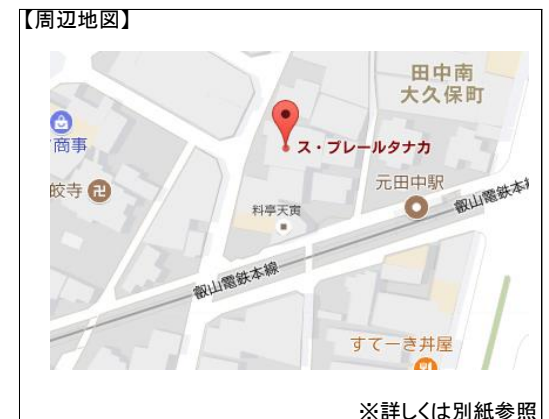 【周辺地図】
田中南
大久保町
商事
ス・プレールタナカ
元田中駅
叡山電鉄本線
皎寺
料亭天寅
叡山電鉄本線
すてーき井屋
※詳しくは別紙参照